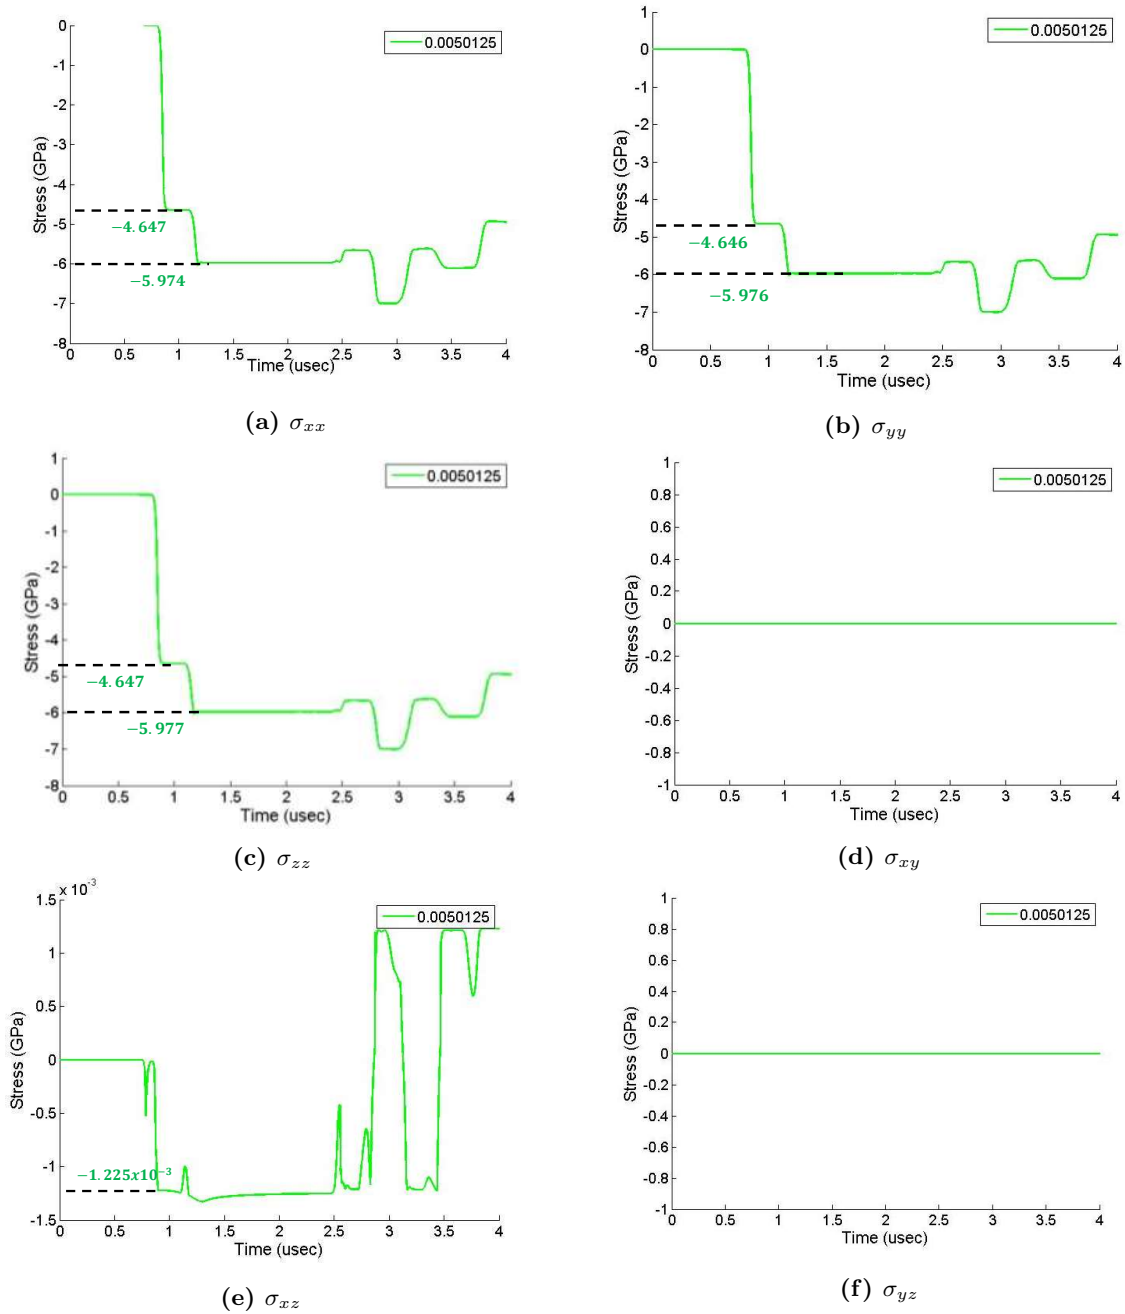 0
-1
-2
-3
-4
-5
-6
-7
-8
Stress (GPa)
0.0050125
−4.647
−5.974
0 0.5 1 1.5 2 2.5 3 3.5 4
Time (usec)
(a) σxx
1
0
-1
-2
-3
-4
-5
-6
-7
-8
Stress (GPa)
0.0050125
−4.646
−5.976
0 0.5 1 1.5 2 2.5 3 3.5 4
Time (usec)
(b) σyy
1
0
-1
-2
-3
-4
-5
-6
-7
-8
Stress (GPa)
0.0050125
−4.647
−5.977
0 0.5 1 1.5 2 2.5 3 3.5 4
Time (usec)
(c) σzz
1
0.8
0.6
0.4
0.2
0
-0.2
-0.4
-0.6
-0.8
-1
Stress (GPa)
0.0050125
0 0.5 1 1.5 2 2.5 3 3.5 4
Time (usec)
(d) σxy
x 10⁻³
1.5
1
0.5
0
-0.5
-1
-1.5
Stress (GPa)
0.0050125
−1.225x10⁻³
0 0.5 1 1.5 2 2.5 3 3.5 4
Time (usec)
(e) σxz
1
0.8
0.6
0.4
0.2
0
-0.2
-0.4
-0.6
-0.8
-1
Stress (GPa)
0.0050125
0 0.5 1 1.5 2 2.5 3 3.5 4
Time (usec)
(f) σyz